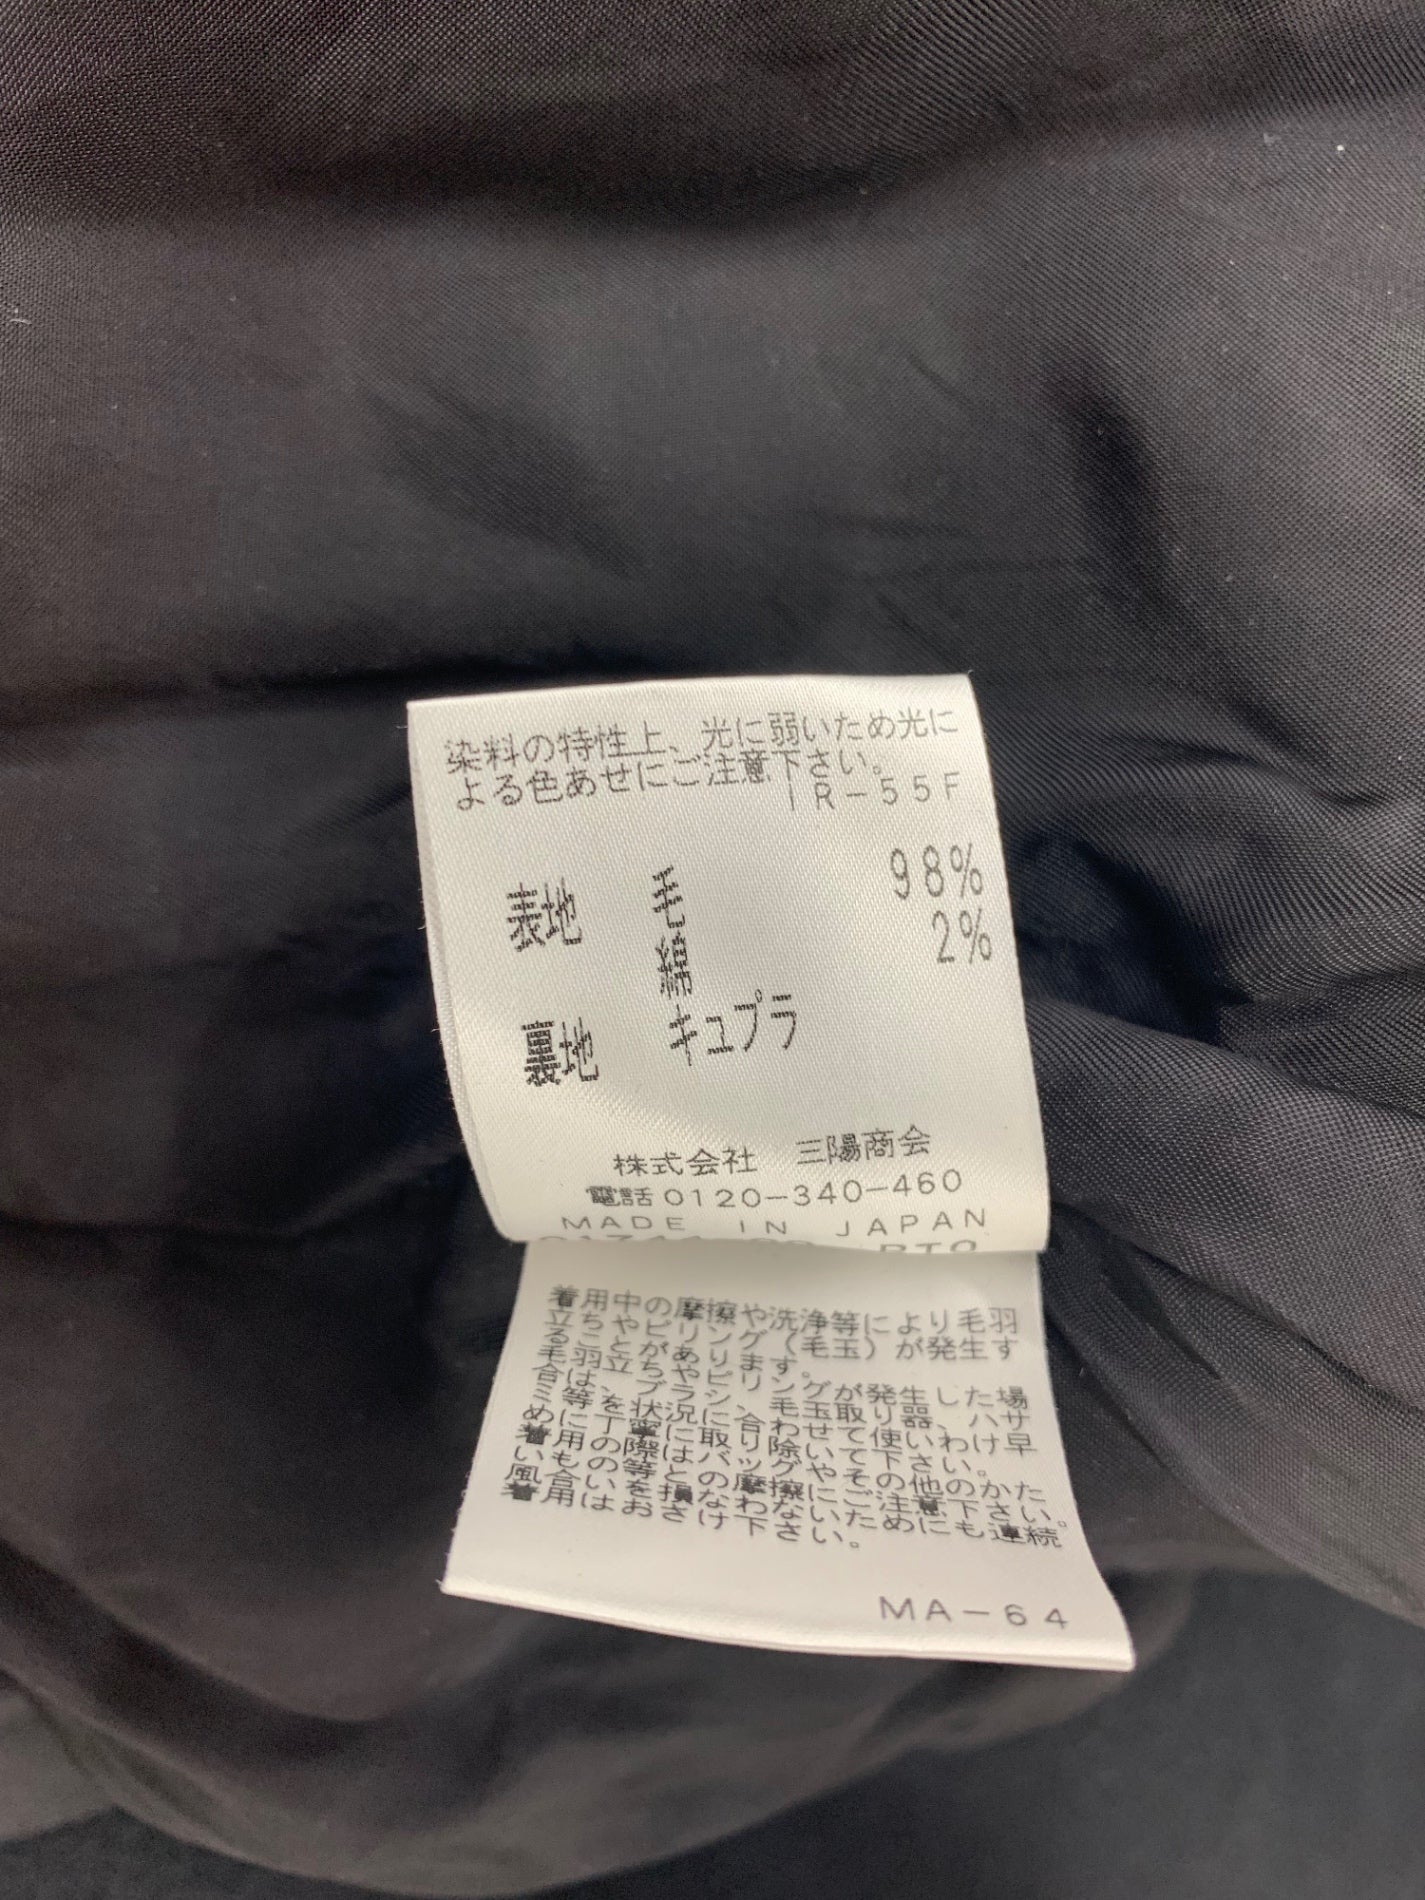 染料の特性上、光に弱いため光に
よる色あせにご注意下さい。
IR-55F
表地 毛 98%
綿 2%
裏地 キュプラ
株式会社 三陽商会
電話0120-340-460
MADE IN JAPAN
着用中の摩擦や洗浄等により毛羽
立ちやピリング(毛玉)が発生す
ることがあります。
毛羽立ちやピリングが発生した場
合は、ブラシ、毛玉取り器、ハサ
ミ等を状況に合わせて使いわけ早
めに丁寧に取り除いて下さい。
着用の際はバッグやその他のかた
いもの等との摩擦にご注意下さい。
風合いを損なわないためにも連続
着用はおさけ下さい。
MA-64